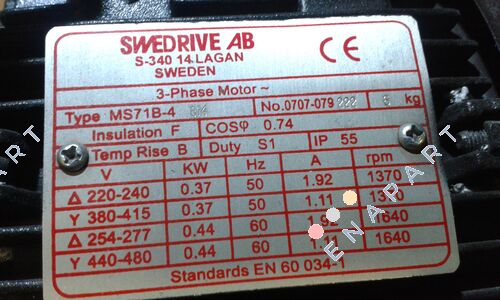 SWEDRIVE AB
S-340 14 LAGAN
SWEDEN
CE
3-Phase Motor ~
Type MS71B-4 No.0707-079 222 6 kg
Insulation F COSφ 0.74
Temp Rise B Duty S1 IP 55
V KW Hz A rpm
Δ 220-240 0.37 50 1.92 1370
Y 380-415 0.37 50 1.11
Δ 254-277 0.44 60 1640
Y 440-480 0.44 60 1640
Standards EN 60 034-1
ENAPART
ENAPART
ENAPART